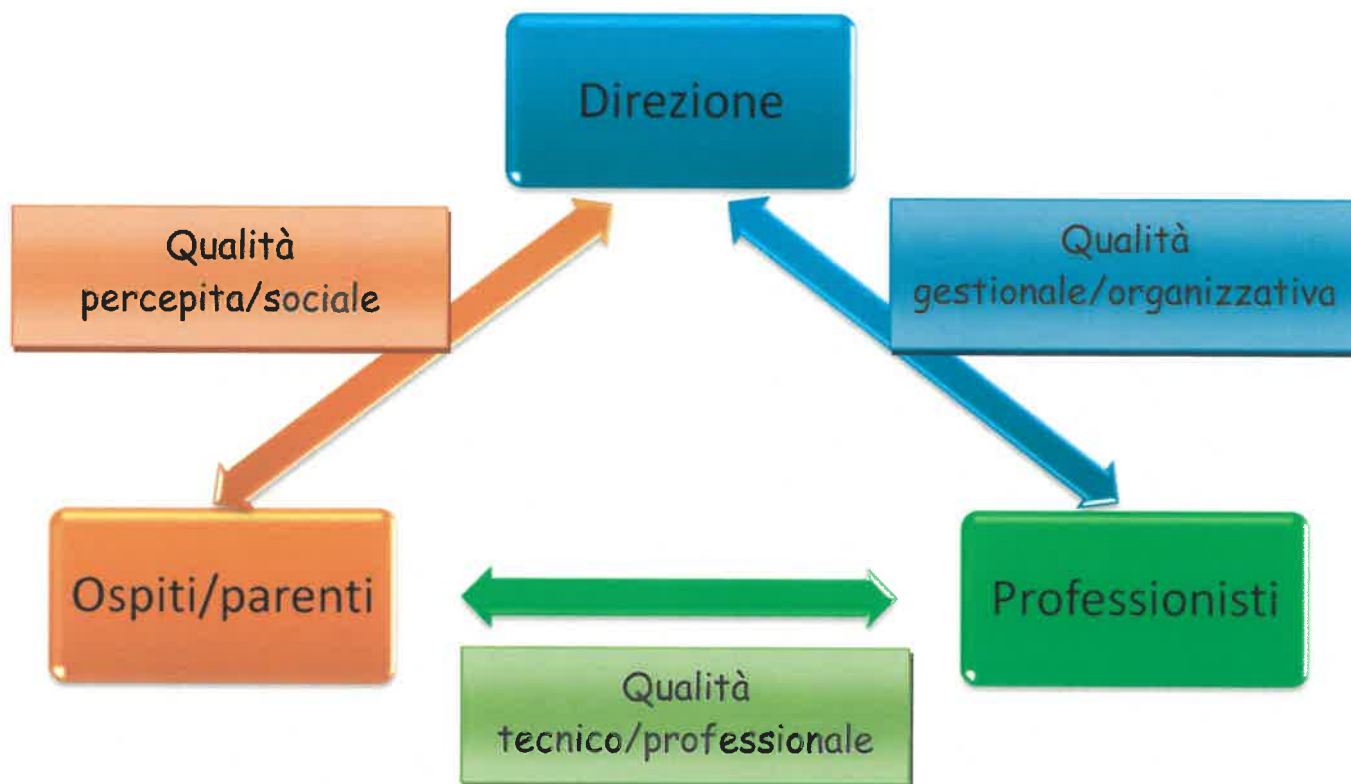 Direzione
Qualità
percepita/sociale
Qualità
gestionale/organizzativa
Ospiti/parenti
Professionisti
Qualità
tecnico/professionale